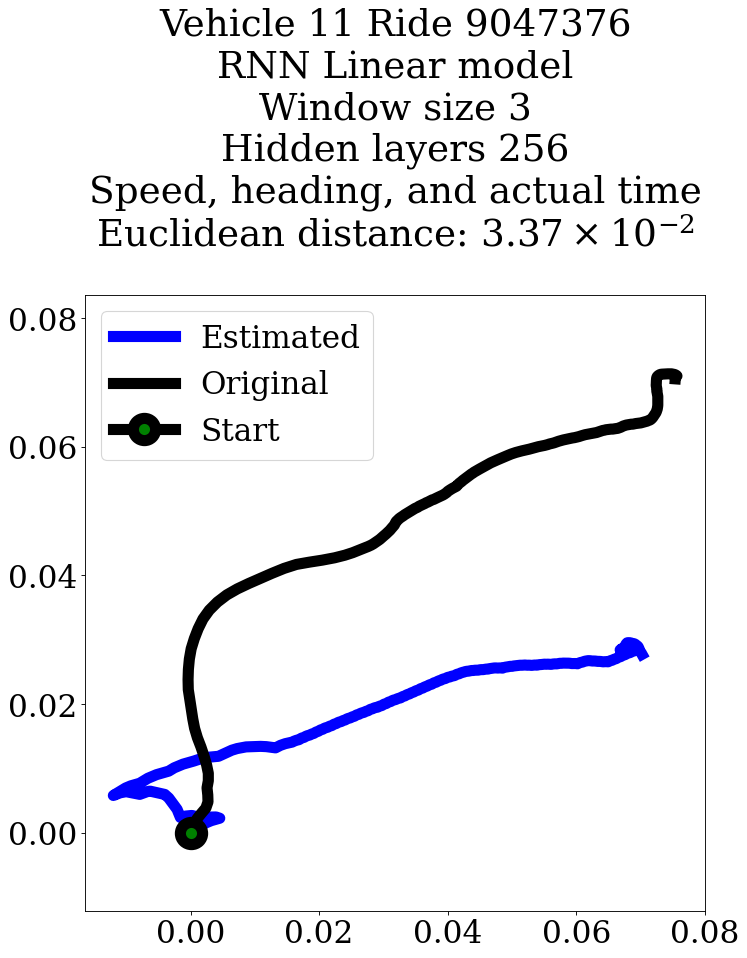 Vehicle 11 Ride 9047376
RNN Linear model
Window size 3
Hidden layers 256
Speed, heading, and actual time
Euclidean distance: 3.37 × 10⁻²
Estimated
Original
Start
0.08
0.06
0.04
0.02
0.00
0.00 0.02 0.04 0.06 0.08